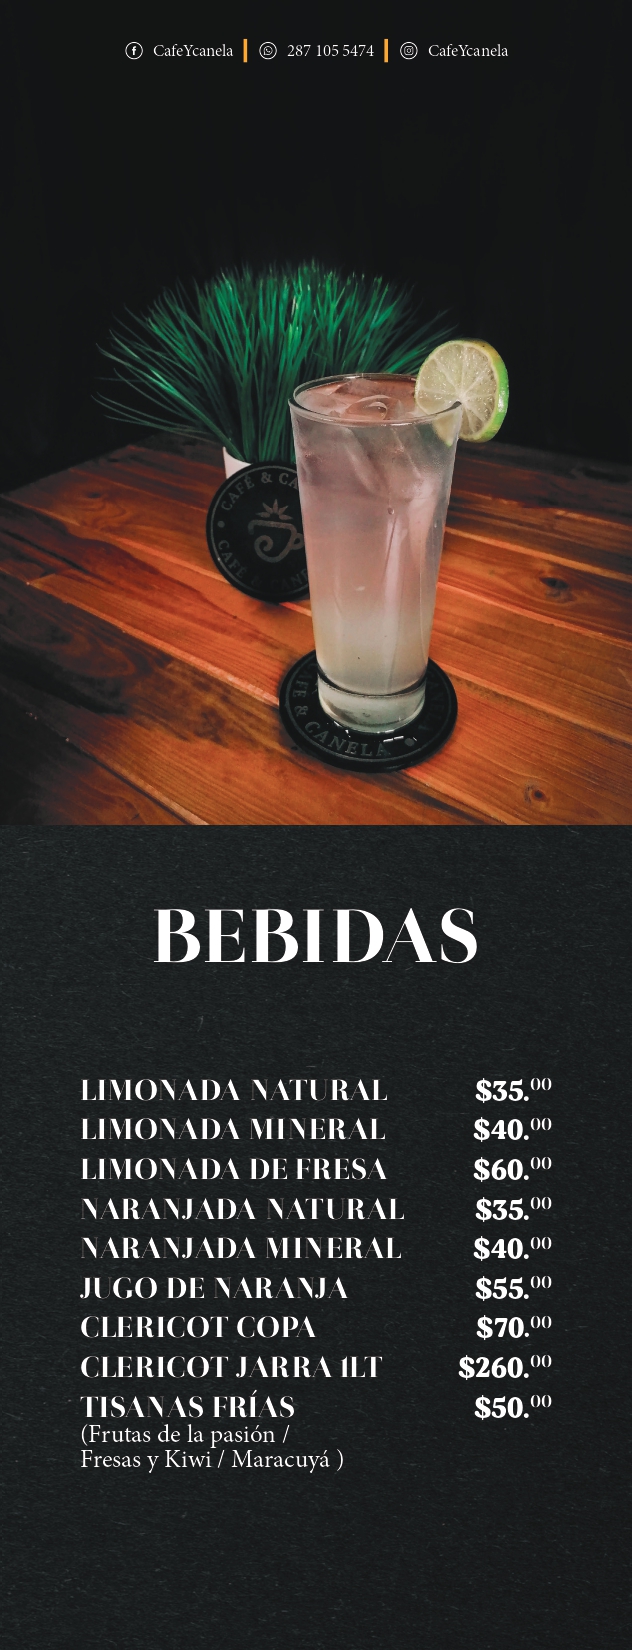 CafeYcanela 287 105 5474 CafeYcanela
CAFÉ &
CANELA
BEBIDAS
LIMONADA NATURAL $35.00
LIMONADA MINERAL $40.00
LIMONADA DE FRESA $60.00
NARANJADA NATURAL $35.00
NARANJADA MINERAL $40.00
JUGO DE NARANJA $55.00
CLERICOT COPA $70.00
CLERICOT JARRA 1LT $260.00
TISANAS FRÍAS $50.00
(Frutas de la pasión /
Fresas y Kiwi / Maracuyá )